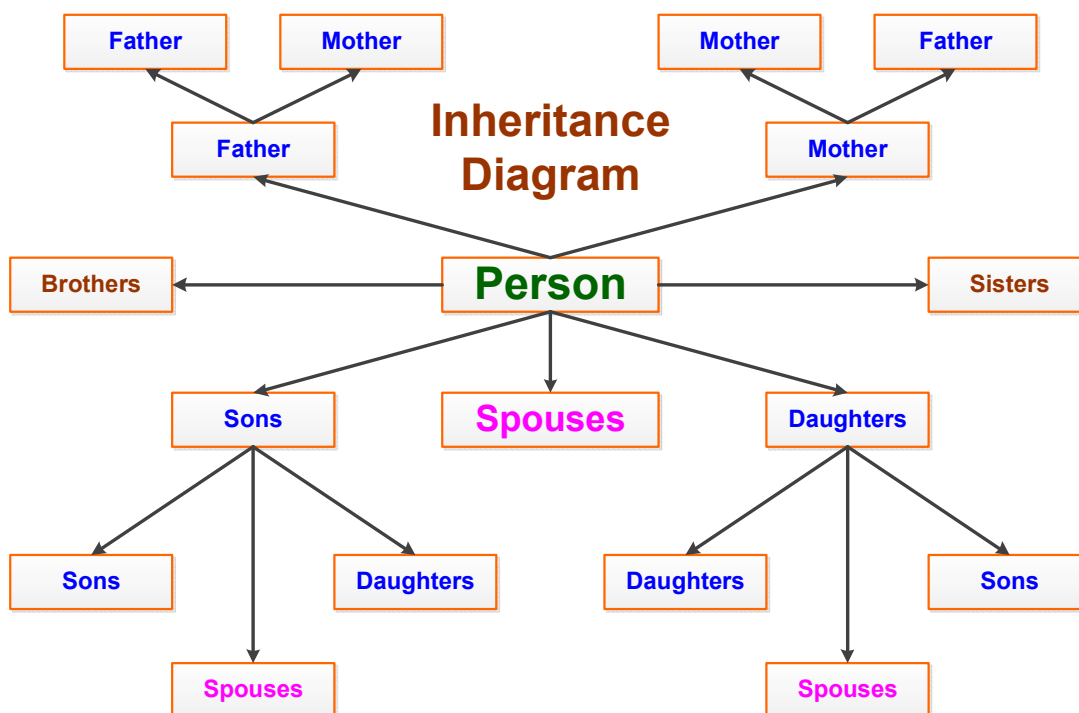 Father
Mother
Mother
Father
Inheritance
Diagram
Father
Mother
Brothers
Person
Sisters
Sons
Spouses
Daughters
Sons
Daughters
Daughters
Sons
Spouses
Spouses